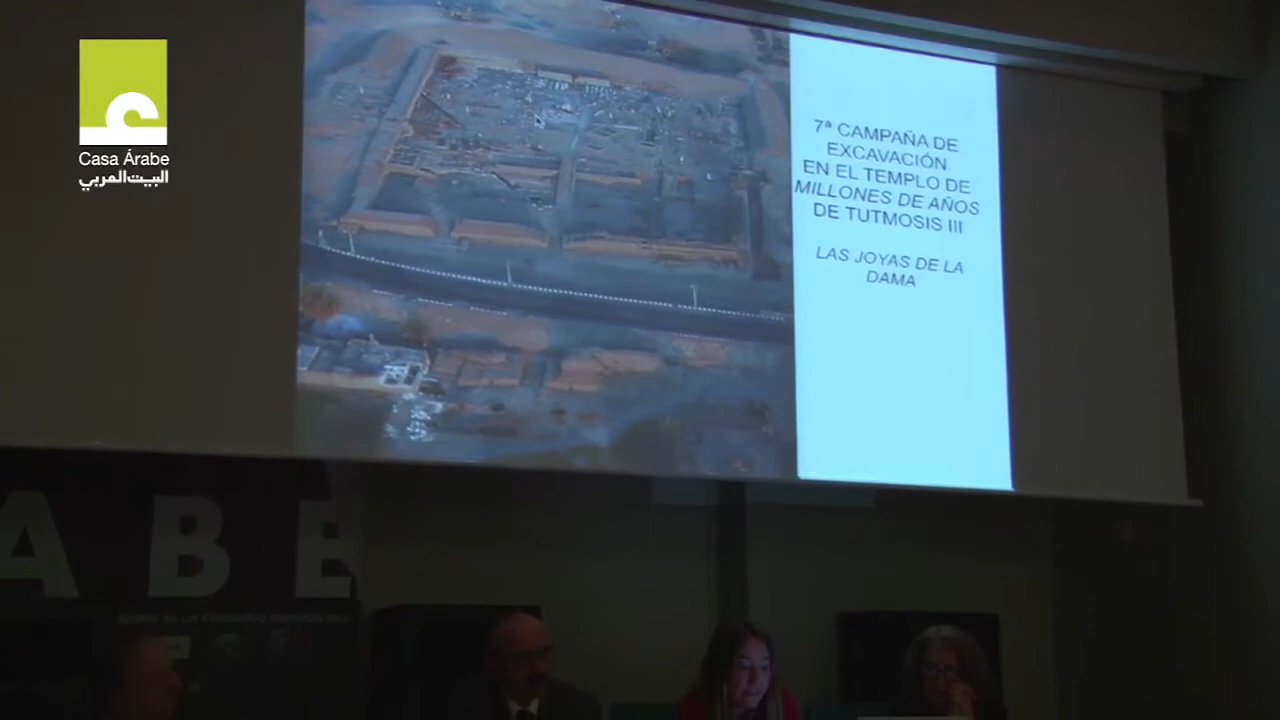 Casa Árabe
البيت العربي
7ª CAMPAÑA DE
EXCAVACIÓN
EN EL TEMPLO DE
MILLONES DE AÑOS
DE TUTMOSIS III
LAS JOYAS DE LA
DAMA
ABE